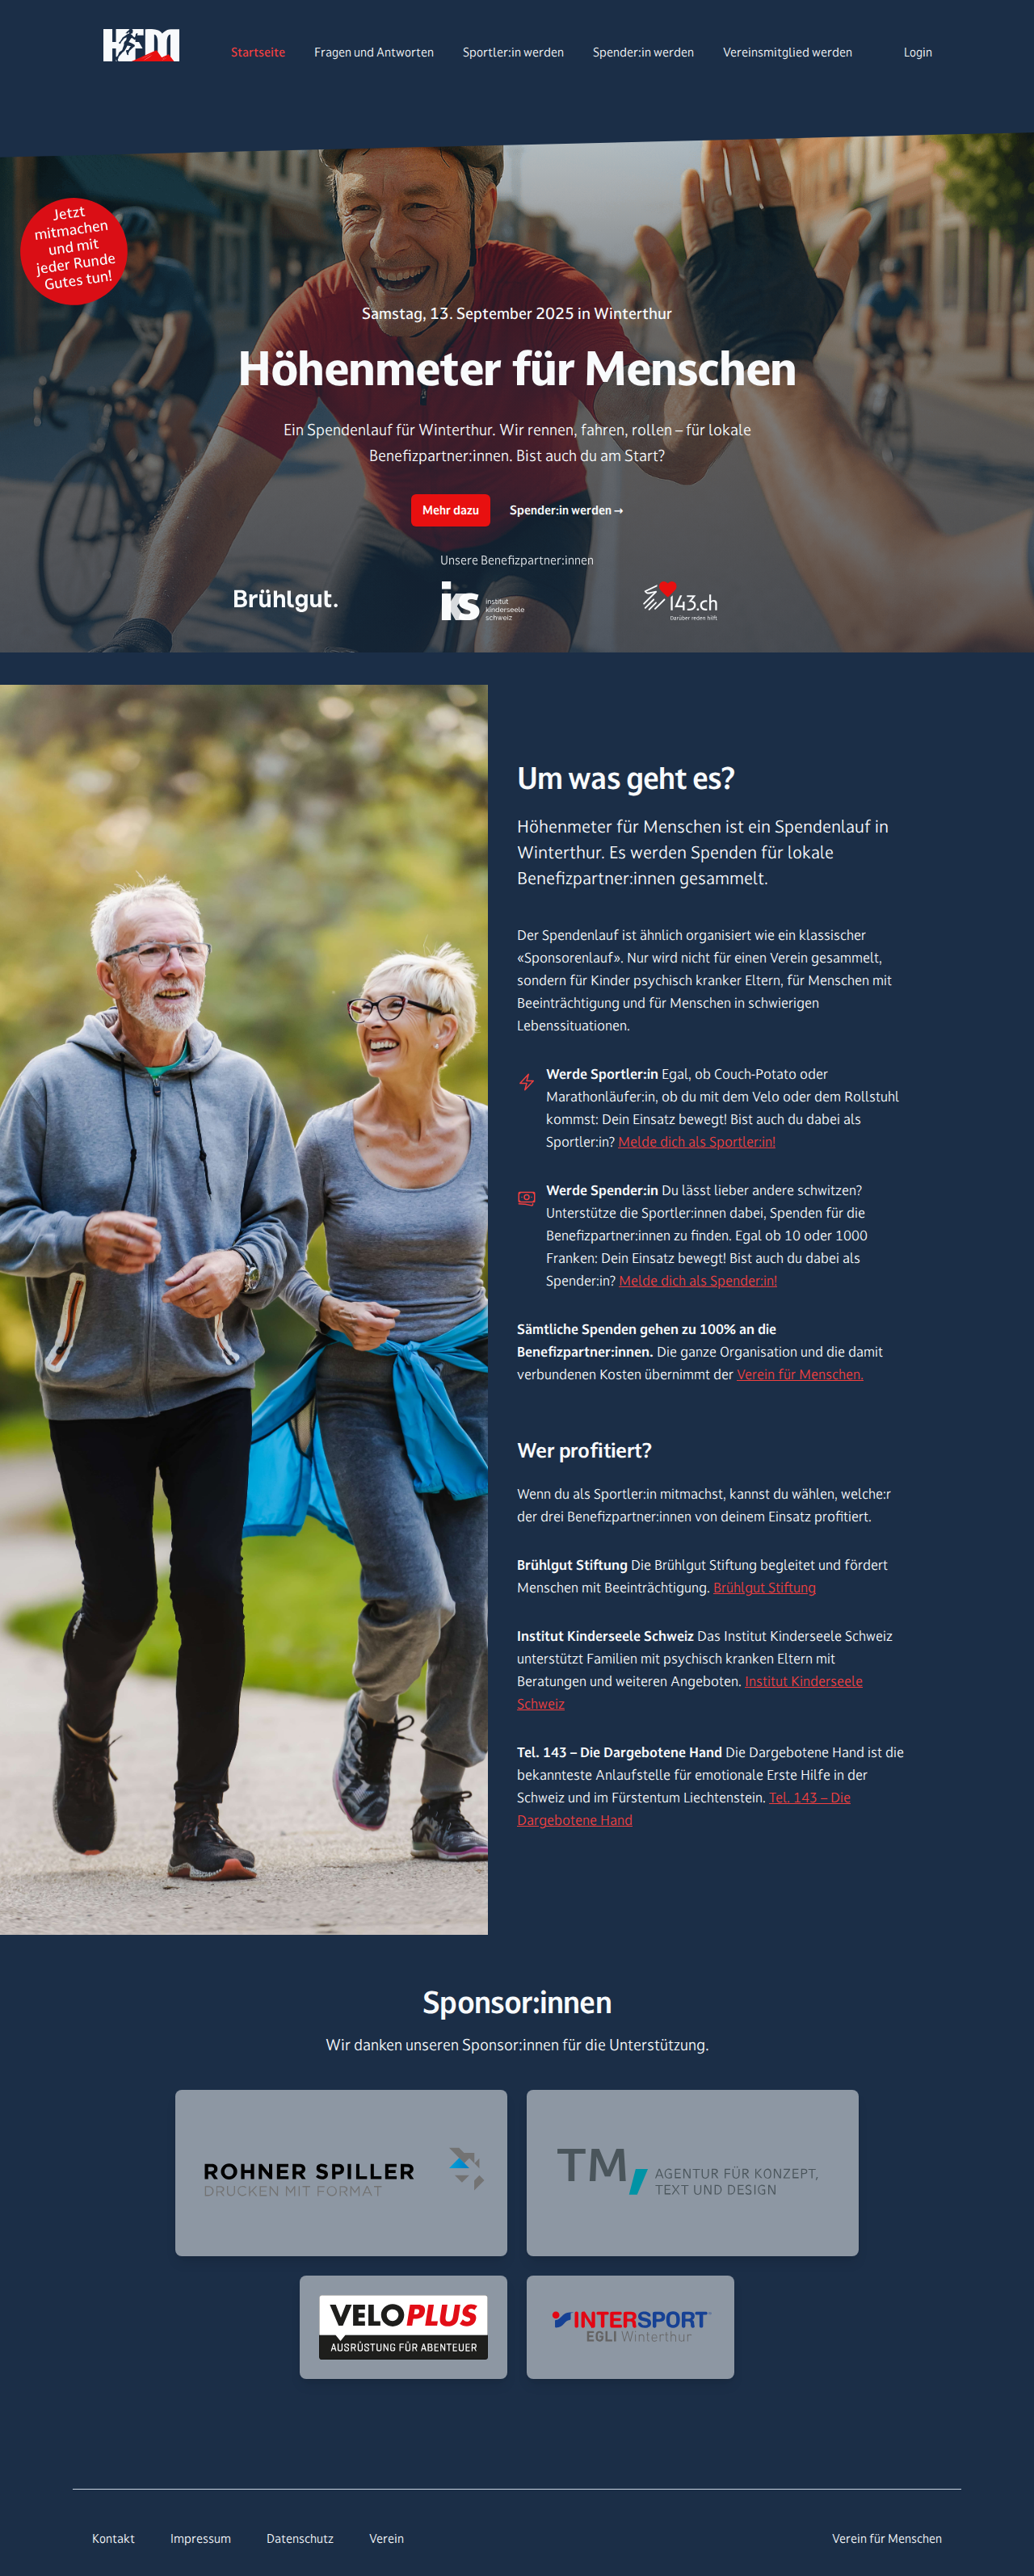 HFM
Startseite
Fragen und Antworten
Sportler:in werden
Spender:in werden
Vereinsmitglied werden
Login
Jetzt
mitmachen
und mit
jeder Runde
Gutes tun!
Samstag, 13. September 2025 in Winterthur
Höhenmeter für Menschen
Ein Spendenlauf für Winterthur. Wir rennen, fahren, rollen – für lokale
Benefizpartner:innen. Bist auch du am Start?
Mehr dazu
Spender:in werden →
Unsere Benefizpartner:innen
Brühlgut.
iks
institut
kinderseele
schweiz
143.ch
Darüber reden hilft
Um was geht es?
Höhenmeter für Menschen ist ein Spendenlauf in
Winterthur. Es werden Spenden für lokale
Benefizpartner:innen gesammelt.
Der Spendenlauf ist ähnlich organisiert wie ein klassischer
«Sponsorenlauf». Nur wird nicht für einen Verein gesammelt,
sondern für Kinder psychisch kranker Eltern, für Menschen mit
Beeinträchtigung und für Menschen in schwierigen
Lebenssituationen.
Werde Sportler:in Egal, ob Couch-Potato oder
Marathonläufer:in, ob du mit dem Velo oder dem Rollstuhl
kommst: Dein Einsatz bewegt! Bist auch du dabei als
Sportler:in? Melde dich als Sportler:in!
Werde Spender:in Du lässt lieber andere schwitzen?
Unterstütze die Sportler:innen dabei, Spenden für die
Benefizpartner:innen zu finden. Egal ob 10 oder 1000
Franken: Dein Einsatz bewegt! Bist auch du dabei als
Spender:in? Melde dich als Spender:in!
Sämtliche Spenden gehen zu 100% an die
Benefizpartner:innen. Die ganze Organisation und die damit
verbundenen Kosten übernimmt der Verein für Menschen.
Wer profitiert?
Wenn du als Sportler:in mitmachst, kannst du wählen, welche:r
der drei Benefizpartner:innen von deinem Einsatz profitiert.
Brühlgut Stiftung Die Brühlgut Stiftung begleitet und fördert
Menschen mit Beeinträchtigung. Brühlgut Stiftung
Institut Kinderseele Schweiz Das Institut Kinderseele Schweiz
unterstützt Familien mit psychisch kranken Eltern mit
Beratungen und weiteren Angeboten. Institut Kinderseele
Schweiz
Tel. 143 – Die Dargebotene Hand Die Dargebotene Hand ist die
bekannteste Anlaufstelle für emotionale Erste Hilfe in der
Schweiz und im Fürstentum Liechtenstein. Tel. 143 – Die
Dargebotene Hand
Sponsor:innen
Wir danken unseren Sponsor:innen für die Unterstützung.
ROHNER SPILLER
DRUCKEN MIT FORMAT
TM
AGENTUR FÜR KONZEPT,
TEXT UND DESIGN
VELOPLUS
AUSRÜSTUNG FÜR ABENTEUER
INTERSPORT
EGLI Winterthur
Kontakt
Impressum
Datenschutz
Verein
Verein für Menschen